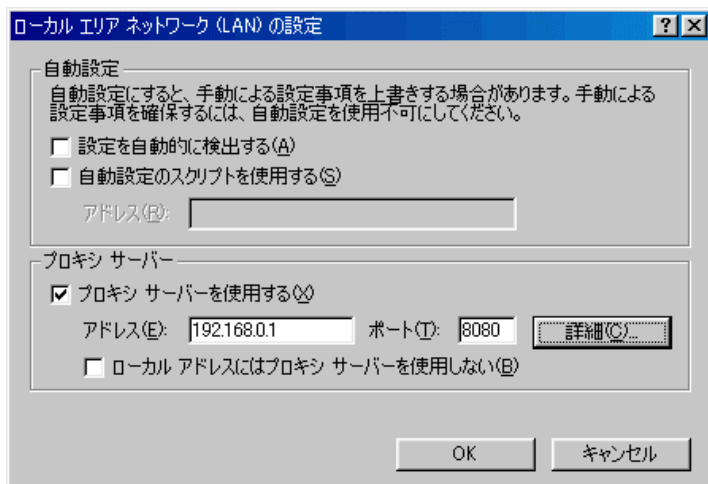 ローカル エリア ネットワーク (LAN) の設定
自動設定
自動設定にすると、手動による設定事項を上書きする場合があります。手動による
設定事項を確保するには、自動設定を使用不可にしてください。
設定を自動的に検出する(A)
自動設定のスクリプトを使用する(S)
アドレス(R):
プロキシ サーバー
プロキシ サーバーを使用する(X)
アドレス(E): 192.168.0.1 ポート(T): 8080 詳細(C)...
ローカル アドレスにはプロキシ サーバーを使用しない(B)
OK キャンセル